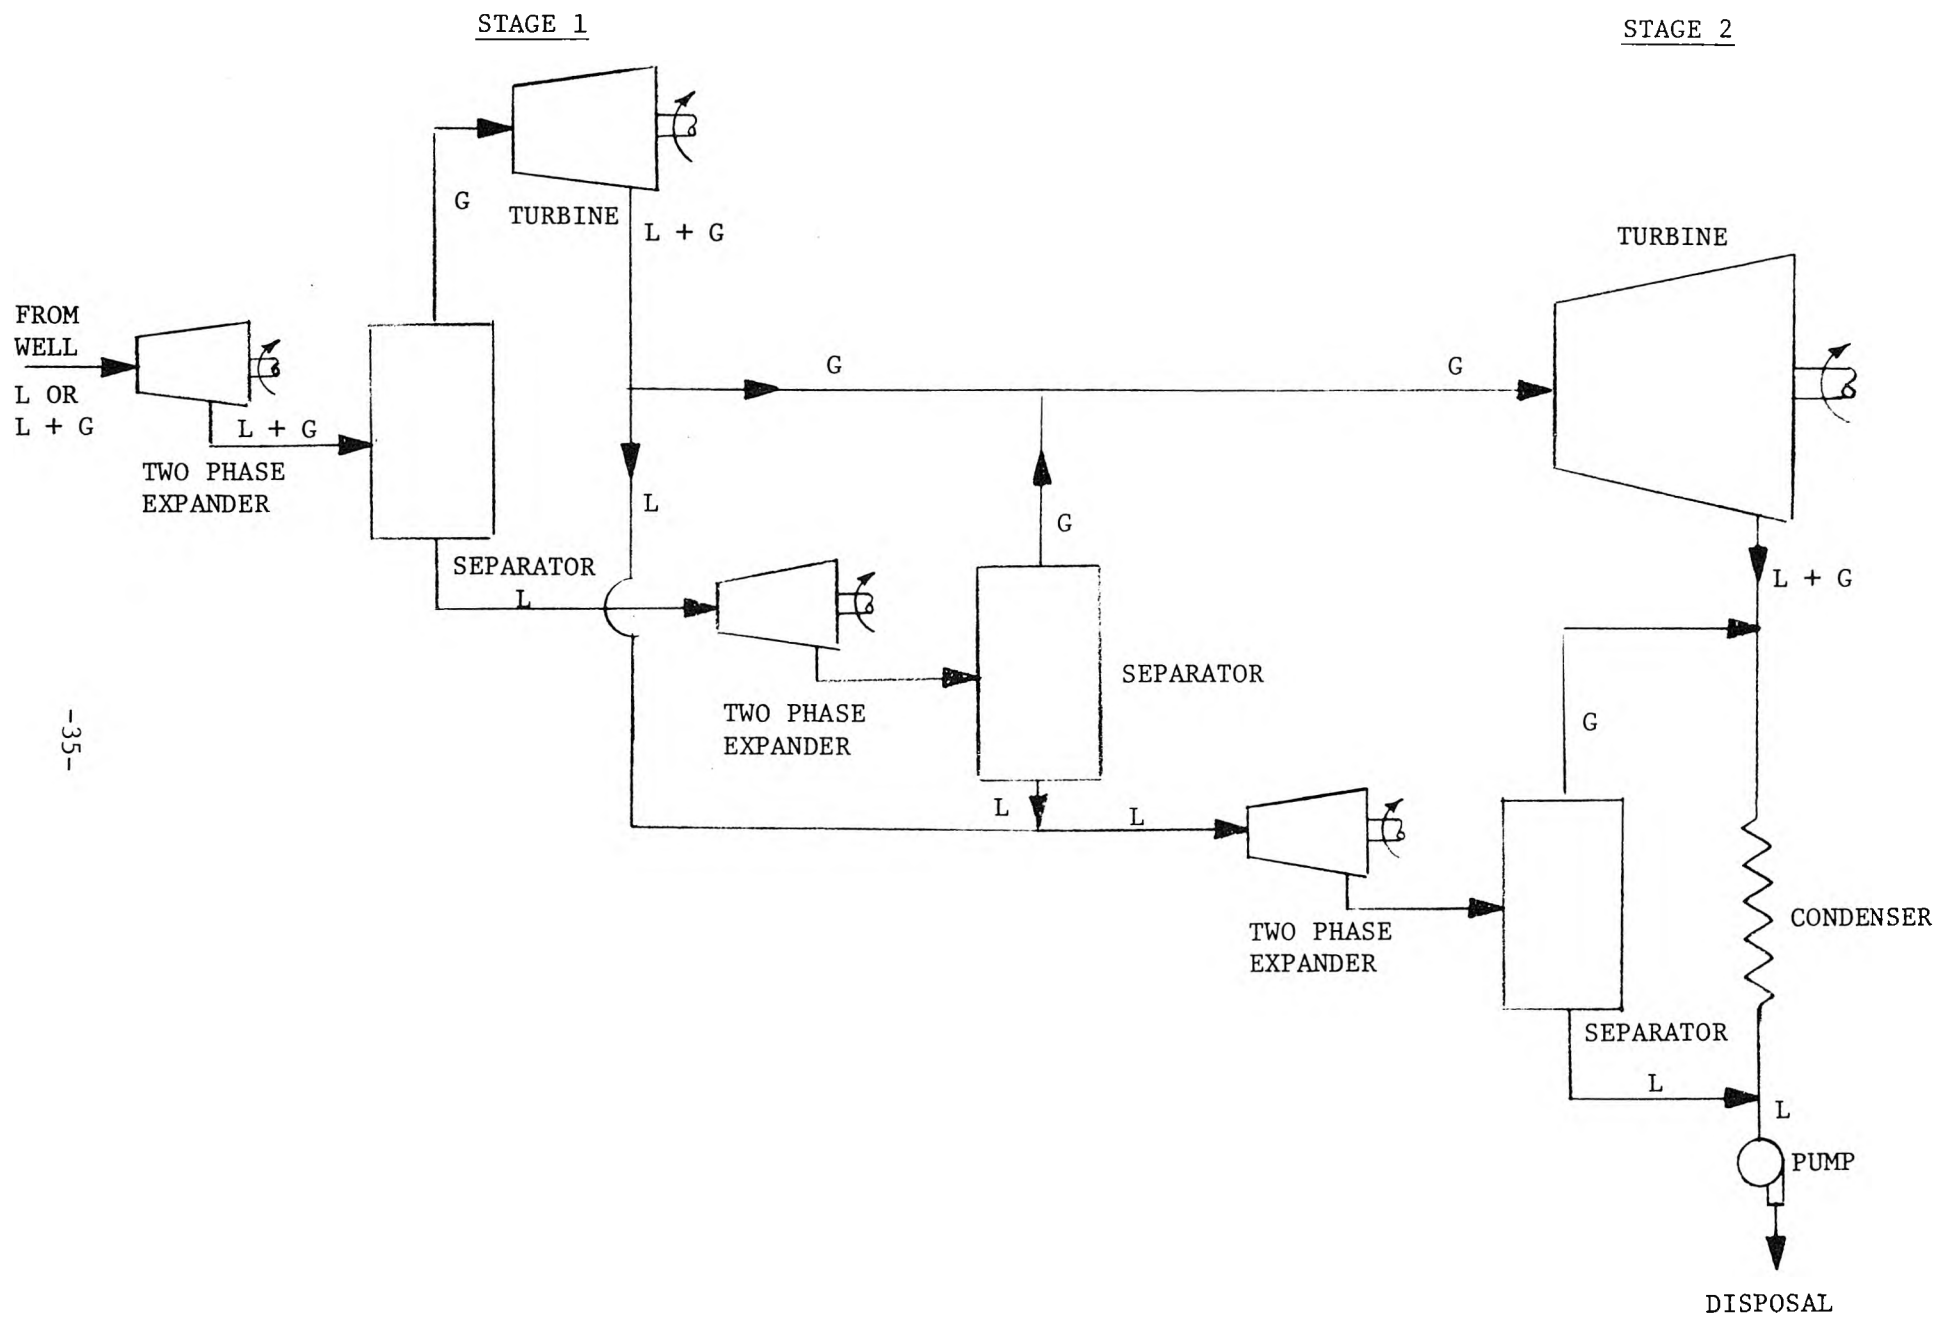 STAGE 1
STAGE 2
G
TURBINE
L + G
TURBINE
FROM
WELL
L OR
L + G
L + G
TWO PHASE
EXPANDER
G
G
L
G
SEPARATOR
L
L + G
SEPARATOR
TWO PHASE
EXPANDER
G
-35-
L
L
TWO PHASE
EXPANDER
CONDENSER
SEPARATOR
L
L
PUMP
DISPOSAL